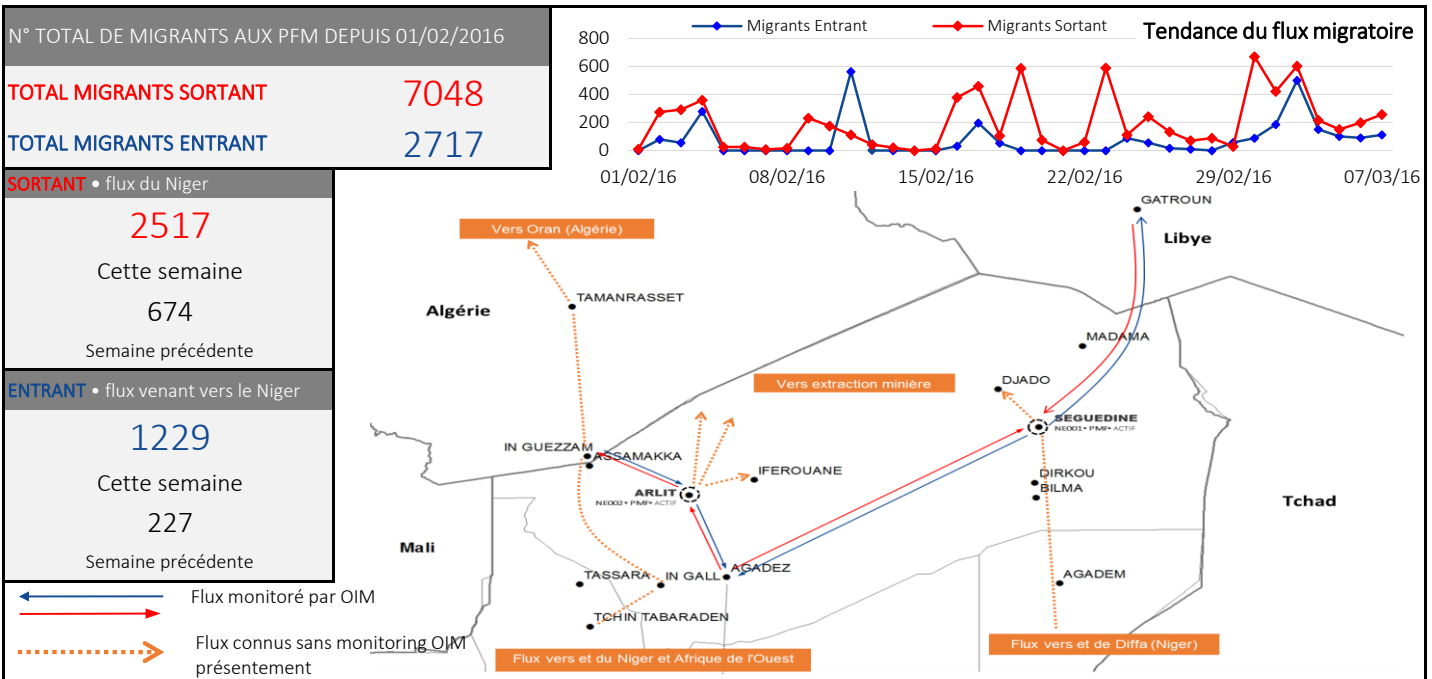 N° TOTAL DE MIGRANTS AUX PFM DEPUIS 01/02/2016
TOTAL MIGRANTS SORTANT 7048
TOTAL MIGRANTS ENTRANT 2717
SORTANT • flux du Niger
2517
Cette semaine
674
Semaine précédente
ENTRANT • flux venant vers le Niger
1229
Cette semaine
227
Semaine précédente
Flux monitoré par OIM
Flux connus sans monitoring OIM
présentement
Migrants Entrant
Migrants Sortant
Tendance du flux migratoire
800
600
400
200
0
01/02/16 08/02/16 15/02/16 22/02/16 29/02/16 07/03/16
GATROUN
Libye
Vers Oran (Algérie)
TAMANRASSET
Algérie
MADAMA
Vers extraction minière
DJADO
SEGUEDINE
NE001• PMF• ACTIF
IN GUEZZAM
ASSAMAKKA
IFEROUANE
ARLIT
NE002• PMF• ACTIF
DIRKOU
BILMA
Tchad
Mali
TASSARA
IN GALL
AGADEZ
AGADEM
TCHIN TABARADEN
Flux vers et de Diffa (Niger)
Flux vers et du Niger et Afrique de l'Ouest